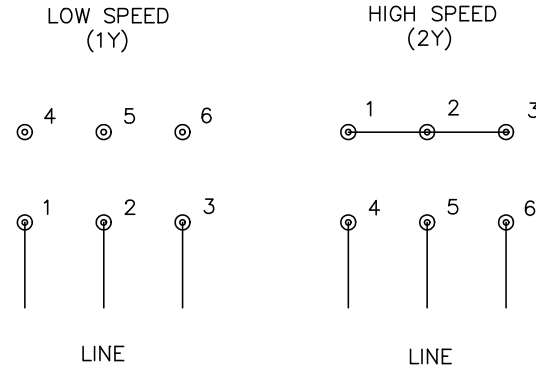 LOW SPEED
(1Y)
4 5 6
1 2 3
LINE
HIGH SPEED
(2Y)
1 2 3
4 5 6
LINE